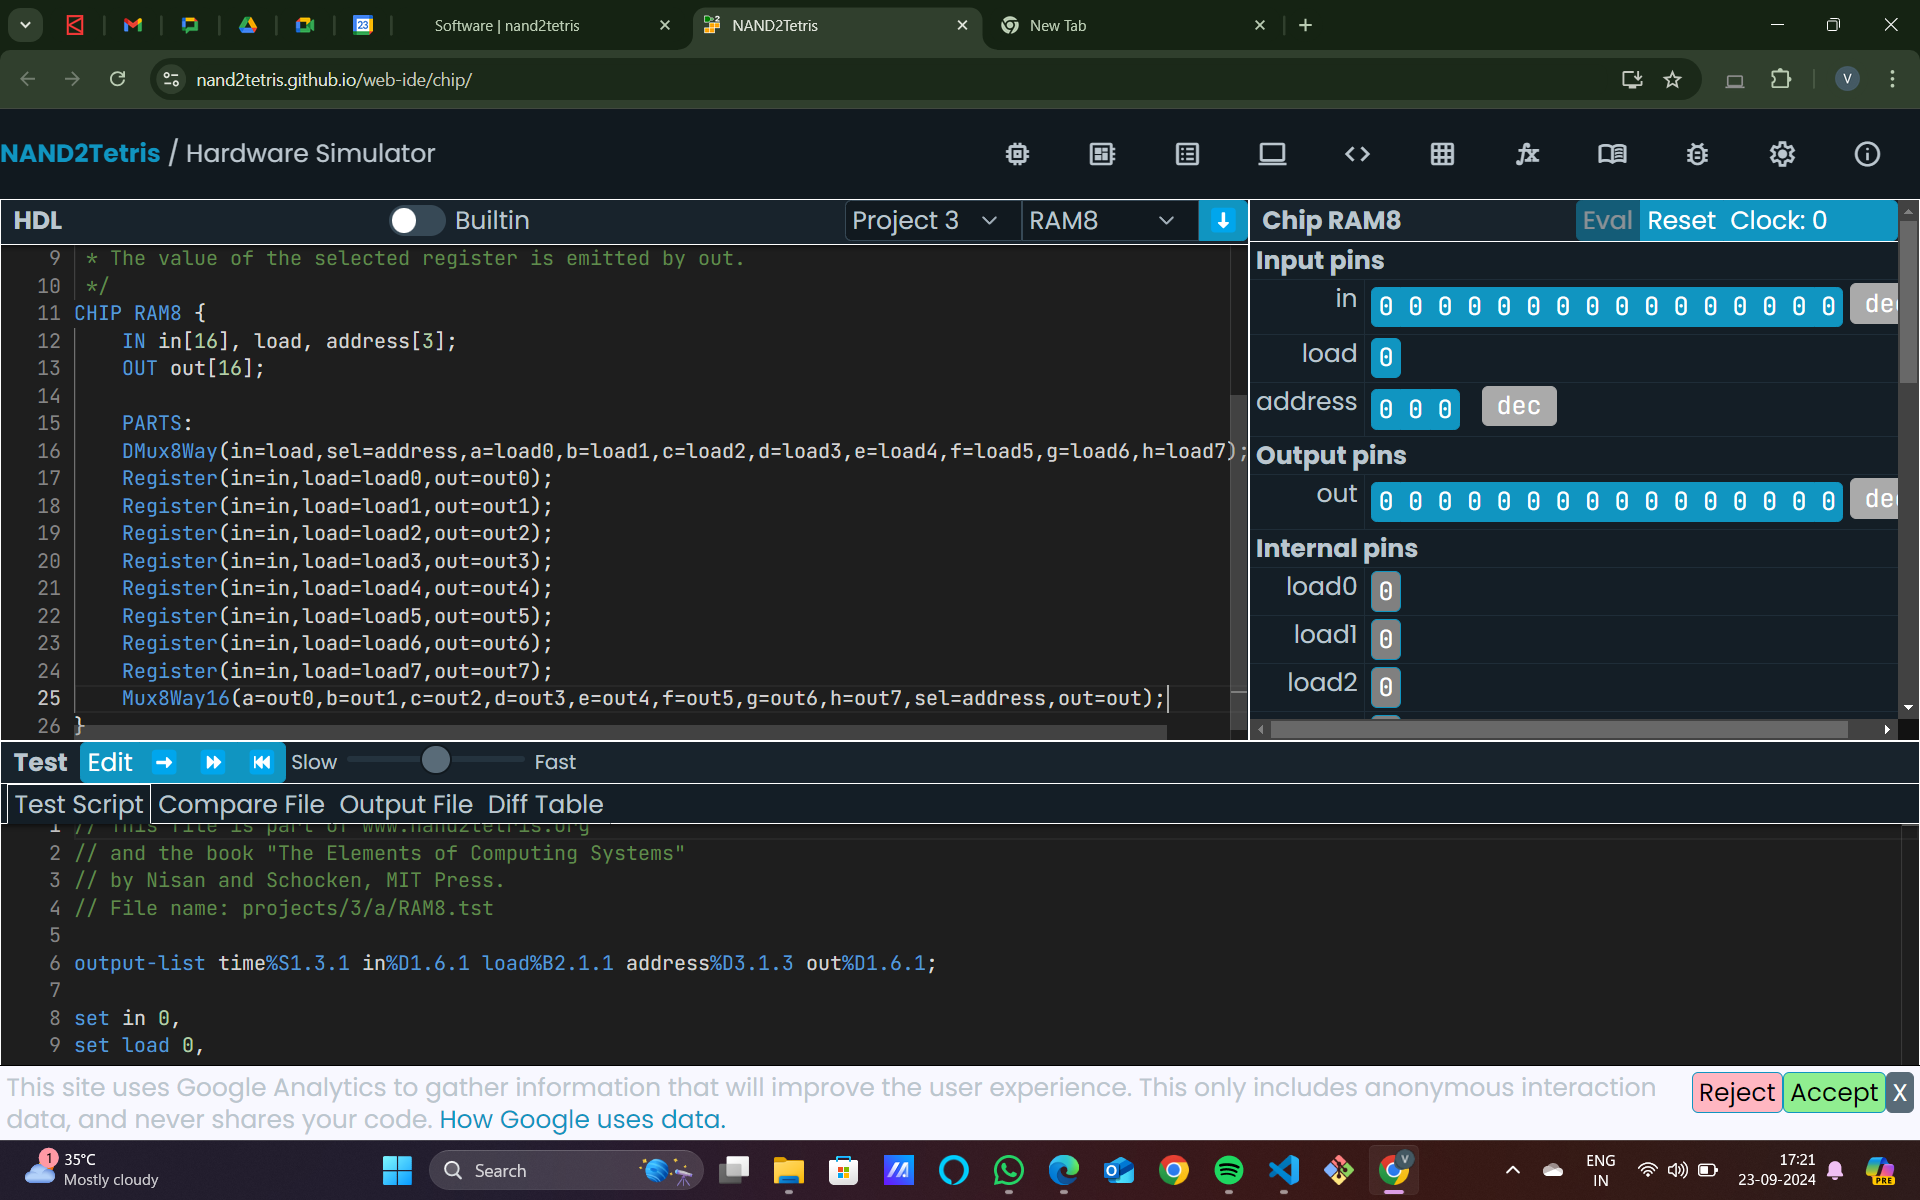 Software | nand2tetris
NAND2Tetris
New Tab
nand2tetris.github.io/web-ide/chip/
V
NAND2Tetris / Hardware Simulator
HDL
Builtin
Project 3
RAM8
9 * The value of the selected register is emitted by out.
10 */
11 CHIP RAM8 {
12 IN in[16], load, address[3];
13 OUT out[16];
14
15 PARTS:
16 DMux8Way(in=load,sel=address,a=load0,b=load1,c=load2,d=load3,e=load4,f=load5,g=load6,h=load7);
17 Register(in=in,load=load0,out=out0);
18 Register(in=in,load=load1,out=out1);
19 Register(in=in,load=load2,out=out2);
20 Register(in=in,load=load3,out=out3);
21 Register(in=in,load=load4,out=out4);
22 Register(in=in,load=load5,out=out5);
23 Register(in=in,load=load6,out=out6);
24 Register(in=in,load=load7,out=out7);
25 Mux8Way16(a=out0,b=out1,c=out2,d=out3,e=out4,f=out5,g=out6,h=out7,sel=address,out=out);
26 }
Chip RAM8
Eval Reset Clock: 0
Input pins
in 0 0 0 0 0 0 0 0 0 0 0 0 0 0 0 0 dec
load 0
address 0 0 0 dec
Output pins
out 0 0 0 0 0 0 0 0 0 0 0 0 0 0 0 0 dec
Internal pins
load0 0
load1 0
load2 0
Test Edit Slow Fast
Test Script Compare File Output File Diff Table
1 // This file is part of www.nand2tetris.org
2 // and the book "The Elements of Computing Systems"
3 // by Nisan and Schocken, MIT Press.
4 // File name: projects/3/a/RAM8.tst
5
6 output-list time%S1.3.1 in%D1.6.1 load%B2.1.1 address%D3.1.3 out%D1.6.1;
7
8 set in 0,
9 set load 0,
This site uses Google Analytics to gather information that will improve the user experience. This only includes anonymous interaction
data, and never shares your code. How Google uses data.
Reject Accept X
1
35°C
Mostly cloudy
Search
V
ENG
IN
17:21
23-09-2024
PRE
23